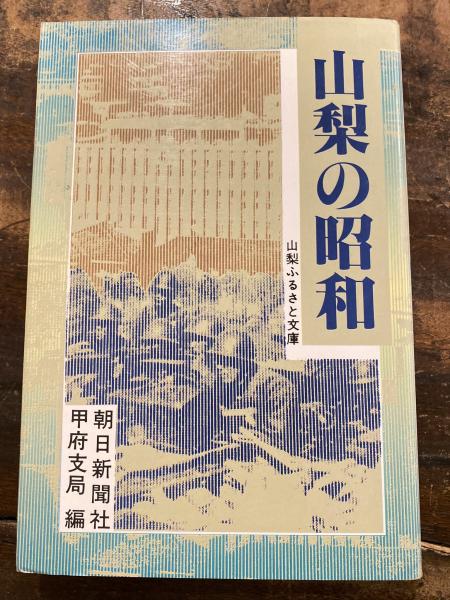 山梨の昭和
山梨ふるさと文庫
朝日新聞社
甲府支局 編